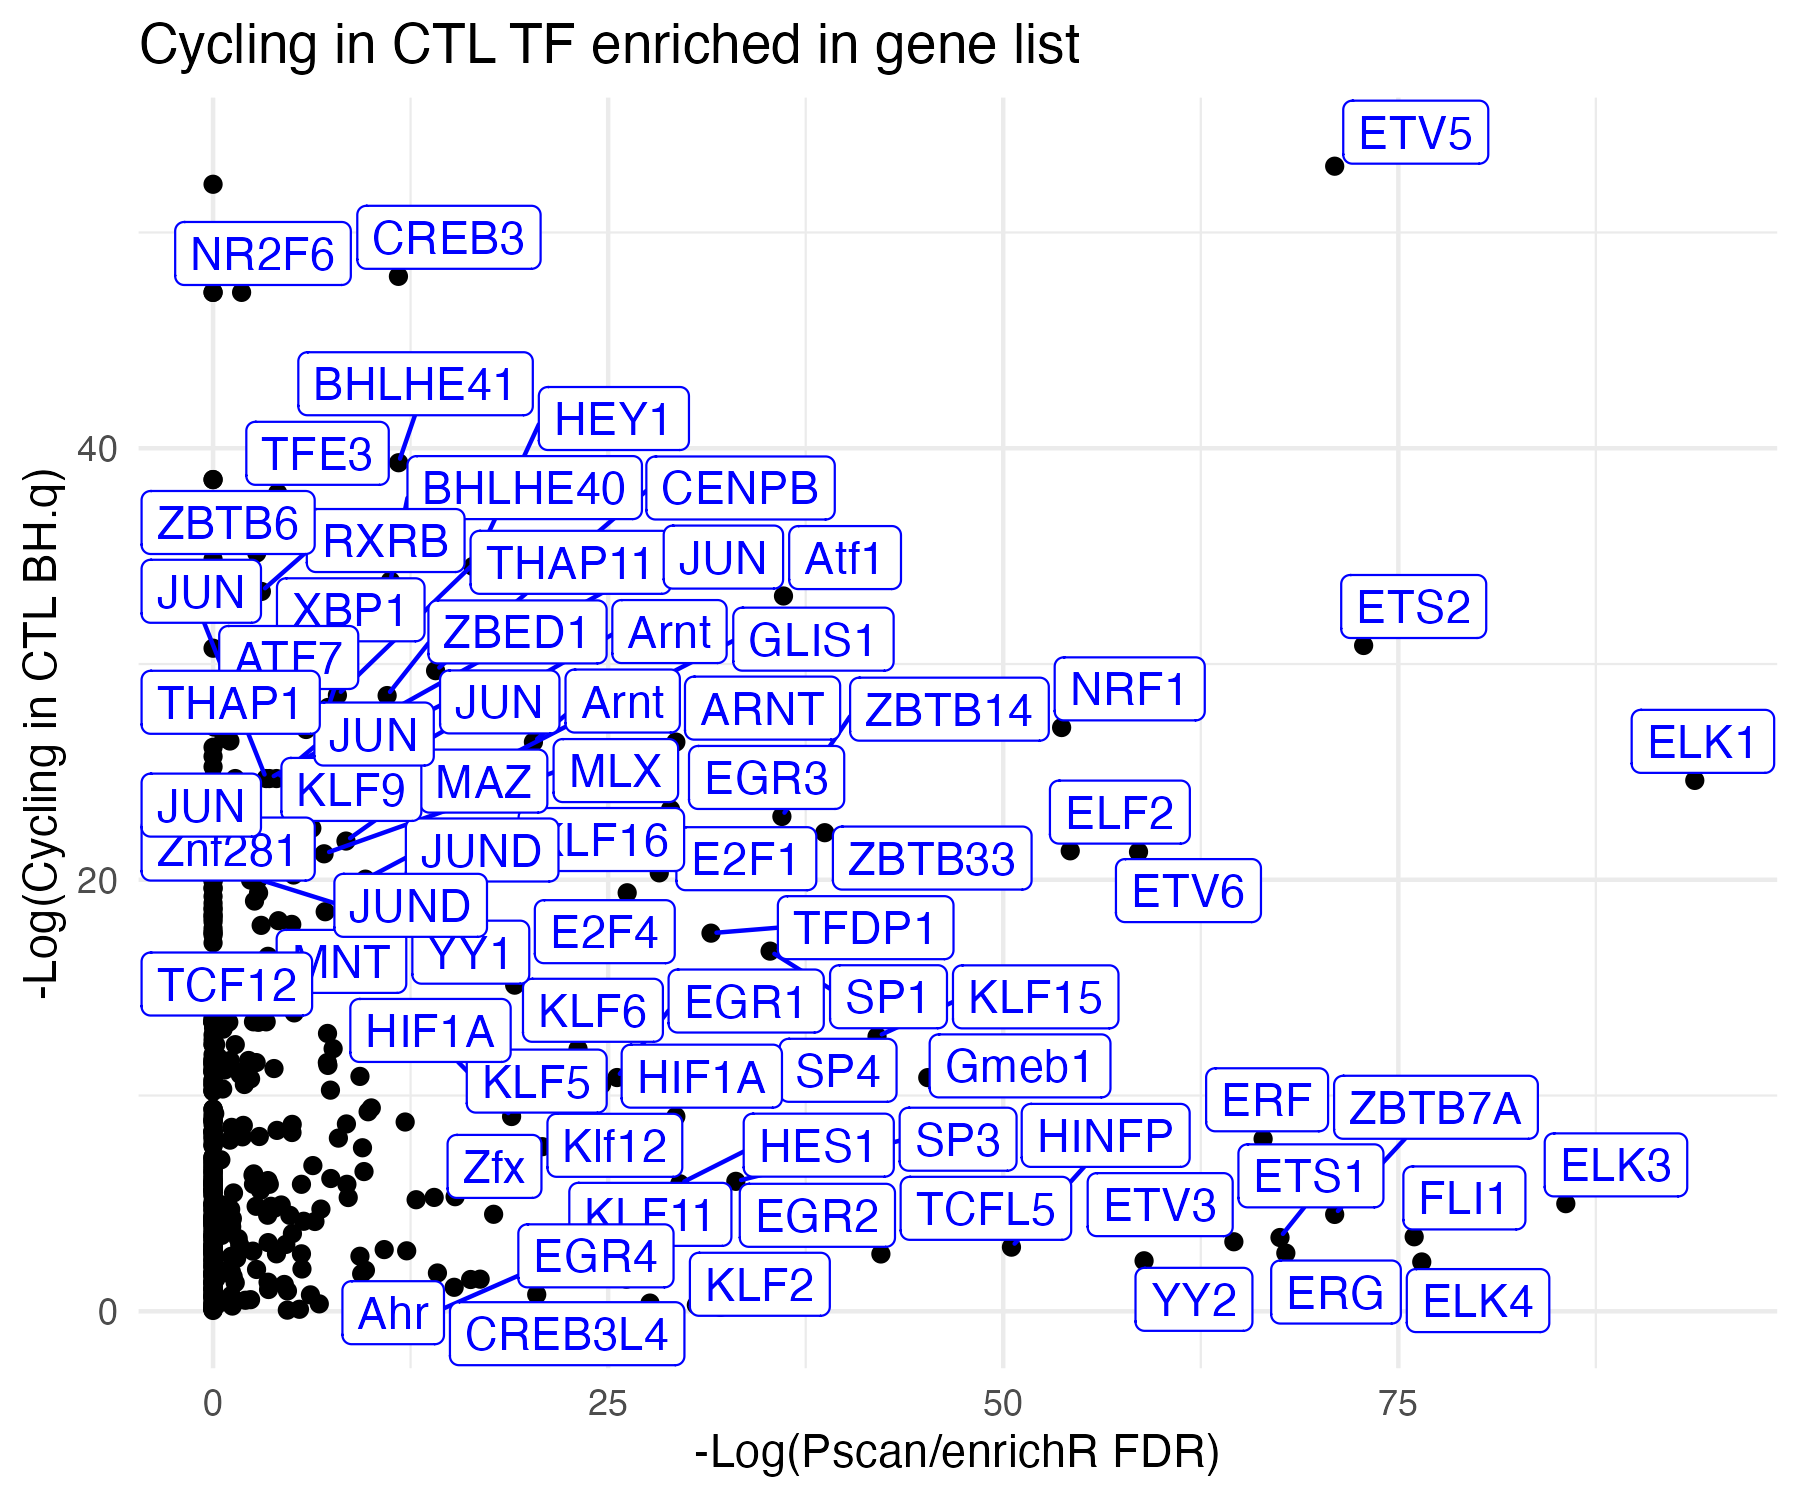 Cycling in CTL TF enriched in gene list
ETV5
CREB3
NR2F6
BHLHE41
HEY1
TFE3
40
BHLHE40
CENPB
ZBTB6
RXRB
THAP11
JUN
Atf1
JUN
XBP1
ETS2
ZBED1
Arnt
GLIS1
ATF7
NRF1
THAP1
JUN
Arnt
ARNT
ZBTB14
JUN
ELK1
MLX
EGR3
MAZ
KLF9
JUN
ELF2
KLF16
Znf281
JUND
E2F1
ZBTB33
20
ETV6
JUND
E2F4
TFDP1
YY1
MNT
TCF12
SP1
KLF15
EGR1
KLF6
HIF1A
Gmeb1
SP4
HIF1A
KLF5
ERF
ZBTB7A
HINFP
SP3
HES1
Klf12
Zfx
ELK3
ETS1
FLI1
ETV3
TCFL5
EGR2
KLF11
EGR4
KLF2
ERG
YY2
ELK4
0
Ahr
CREB3L4
0
25
50
75
-Log(Pscan/enrichR FDR)
-Log(Cycling in CTL BH.q)